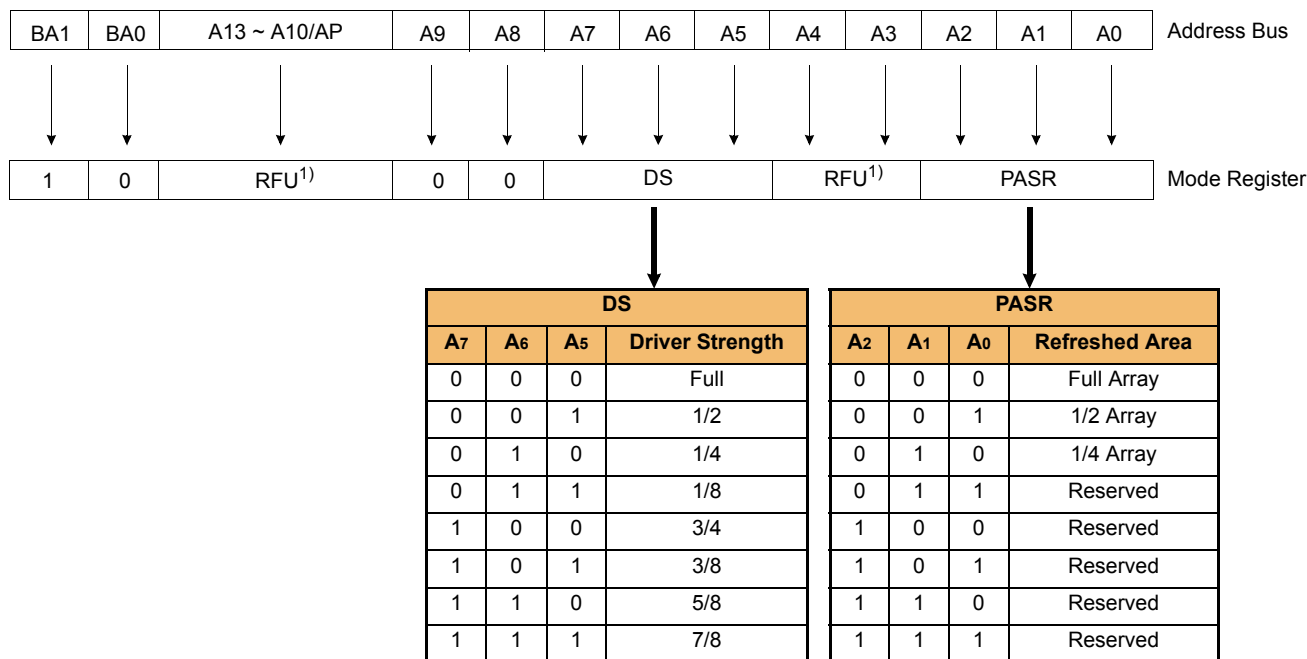 BA1 BA0 A13 ~ A10/AP A9 A8 A7 A6 A5 A4 A3 A2 A1 A0 Address Bus
1 0 RFU1) 0 0 DS RFU1) PASR Mode Register
DS PASR
A7 A6 A5 Driver Strength A2 A1 A0 Refreshed Area
0 0 0 Full 0 0 0 Full Array
0 0 1 1/2 0 0 1 1/2 Array
0 1 0 1/4 0 1 0 1/4 Array
0 1 1 1/8 0 1 1 Reserved
1 0 0 3/4 1 0 0 Reserved
1 0 1 3/8 1 0 1 Reserved
1 1 0 5/8 1 1 0 Reserved
1 1 1 7/8 1 1 1 Reserved